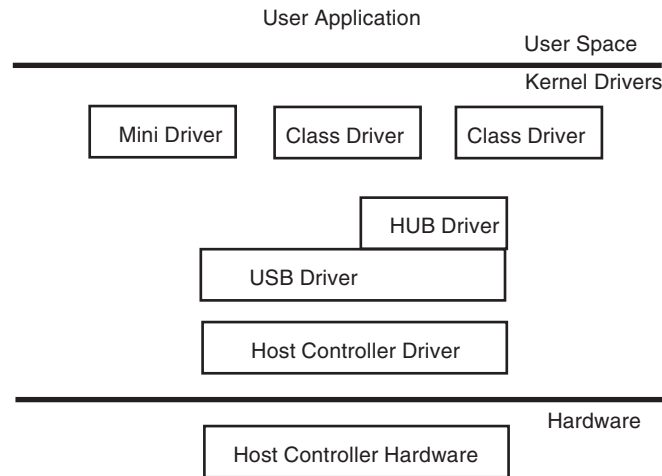 User Application
User Space
Kernel Drivers
Mini Driver
Class Driver
Class Driver
HUB Driver
USB Driver
Host Controller Driver
Hardware
Host Controller Hardware